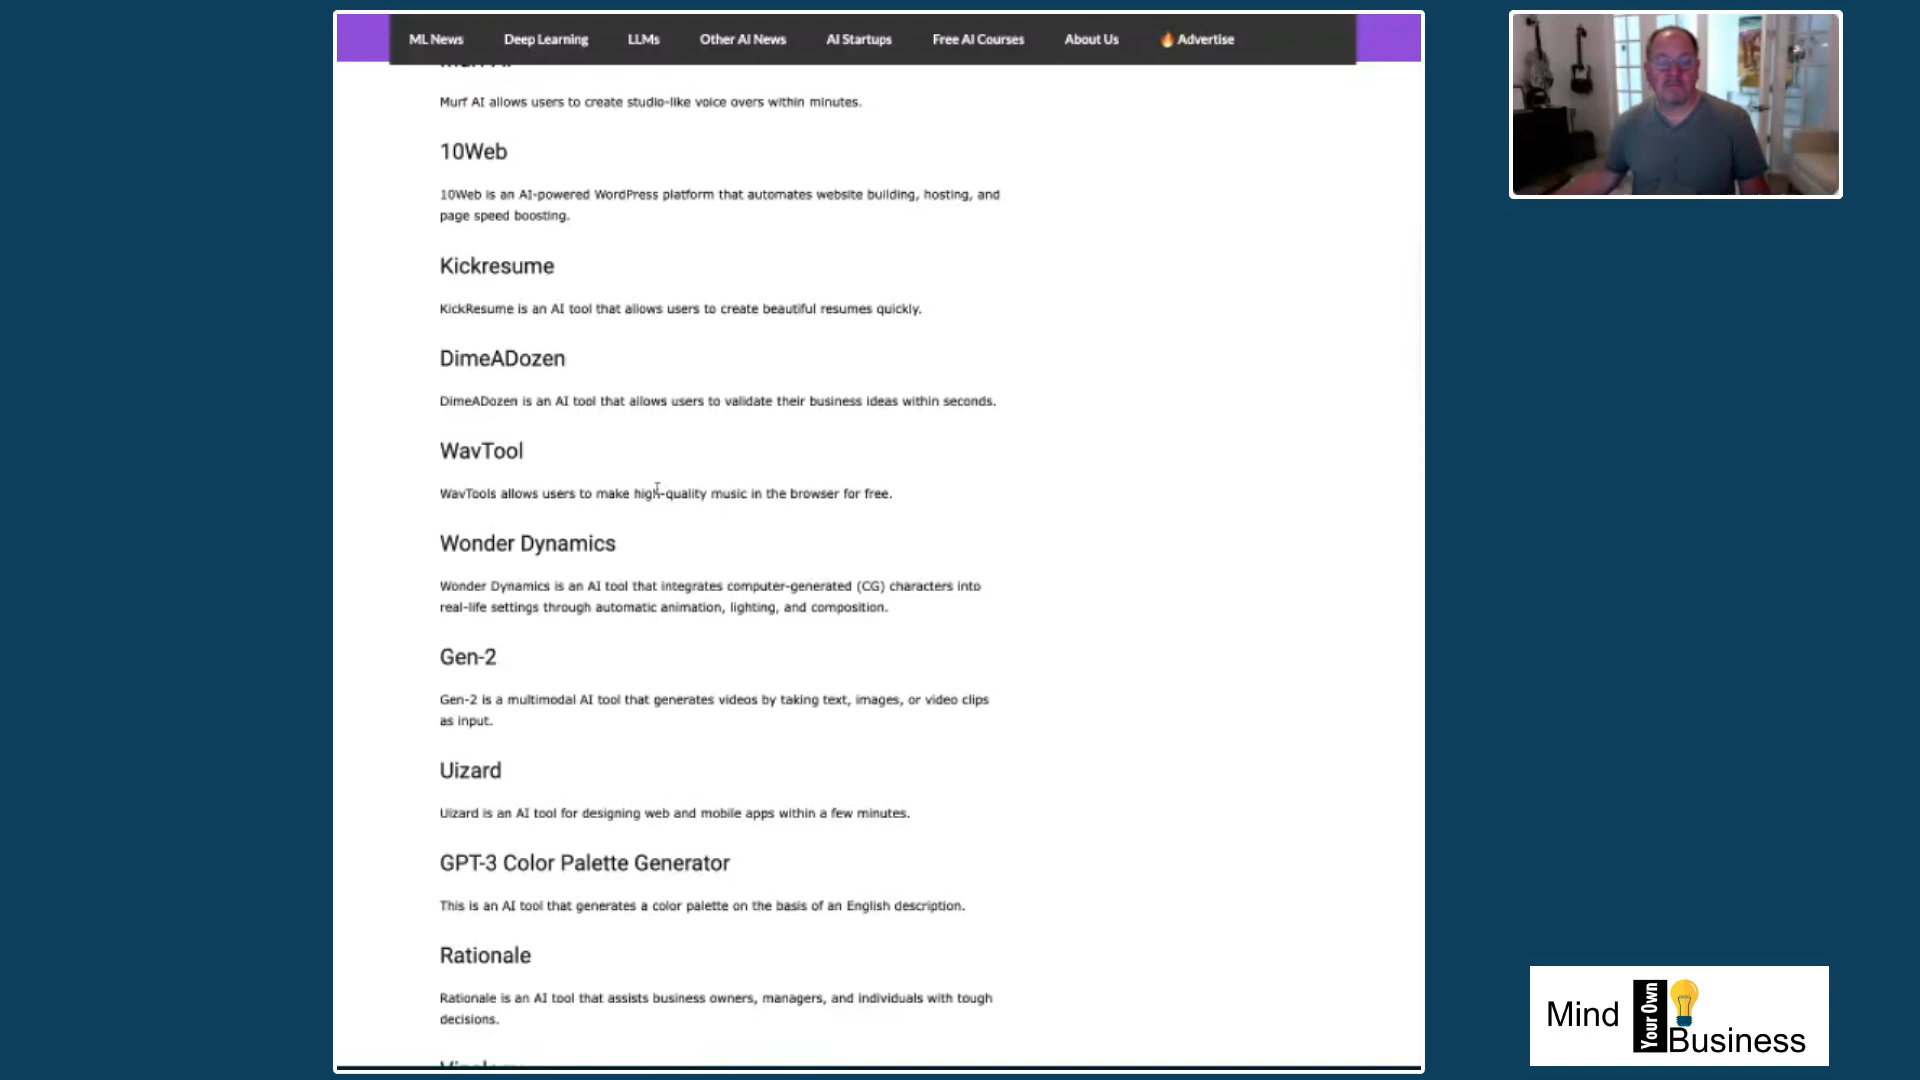 ML News Deep Learning LLMs Other AI News AI Startups Free AI Courses About Us 🔥 Advertise
Murf AI allows users to create studio-like voice overs within minutes.
10Web
10Web is an AI-powered WordPress platform that automates website building, hosting, and
page speed boosting.
Kickresume
KickResume is an AI tool that allows users to create beautiful resumes quickly.
DimeADozen
DimeADozen is an AI tool that allows users to validate their business ideas within seconds.
WavTool
WavTools allows users to make high-quality music in the browser for free.
Wonder Dynamics
Wonder Dynamics is an AI tool that integrates computer-generated (CG) characters into
real-life settings through automatic animation, lighting, and composition.
Gen-2
Gen-2 is a multimodal AI tool that generates videos by taking text, images, or video clips
as input.
Uizard
Uizard is an AI tool for designing web and mobile apps within a few minutes.
GPT-3 Color Palette Generator
This is an AI tool that generates a color palette on the basis of an English description.
Rationale
Rationale is an AI tool that assists business owners, managers, and individuals with tough
decisions.
Mind
Your Own
Business